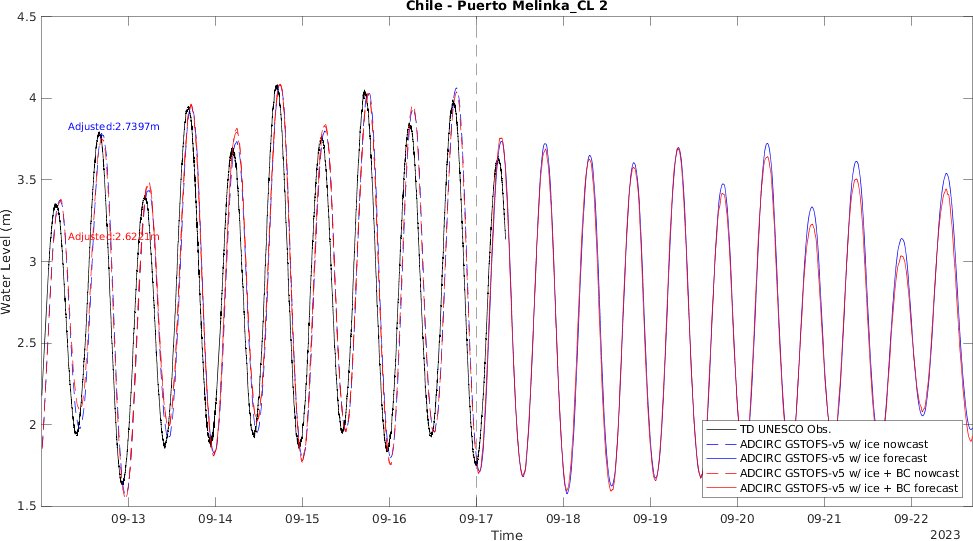 Chile - Puerto Melinka_CL 2
4.5
4
3.5
3
2.5
2
1.5
Water Level (m)
Adjusted:2.7397m
Adjusted:2.6221m
TD UNESCO Obs.
ADCIRC GSTOFS-v5 w/ ice nowcast
ADCIRC GSTOFS-v5 w/ ice forecast
ADCIRC GSTOFS-v5 w/ ice + BC nowcast
ADCIRC GSTOFS-v5 w/ ice + BC forecast
09-13 09-14 09-15 09-16 09-17 09-18 09-19 09-20 09-21 09-22
Time
2023